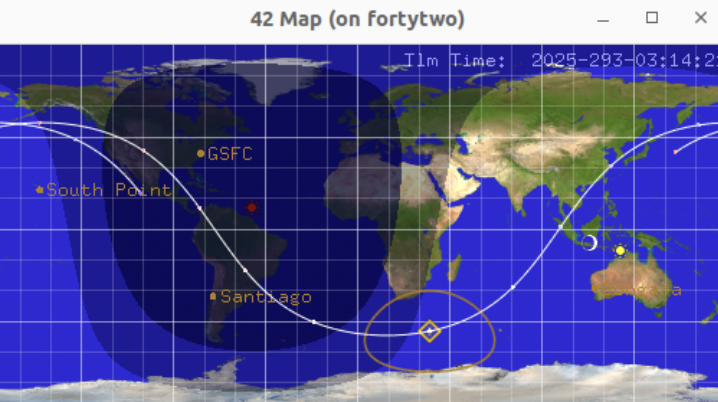 42 Map (on fortytwo)
Tlm Time: 2025-293-03:14:2
GSFC
South Point
Santiago